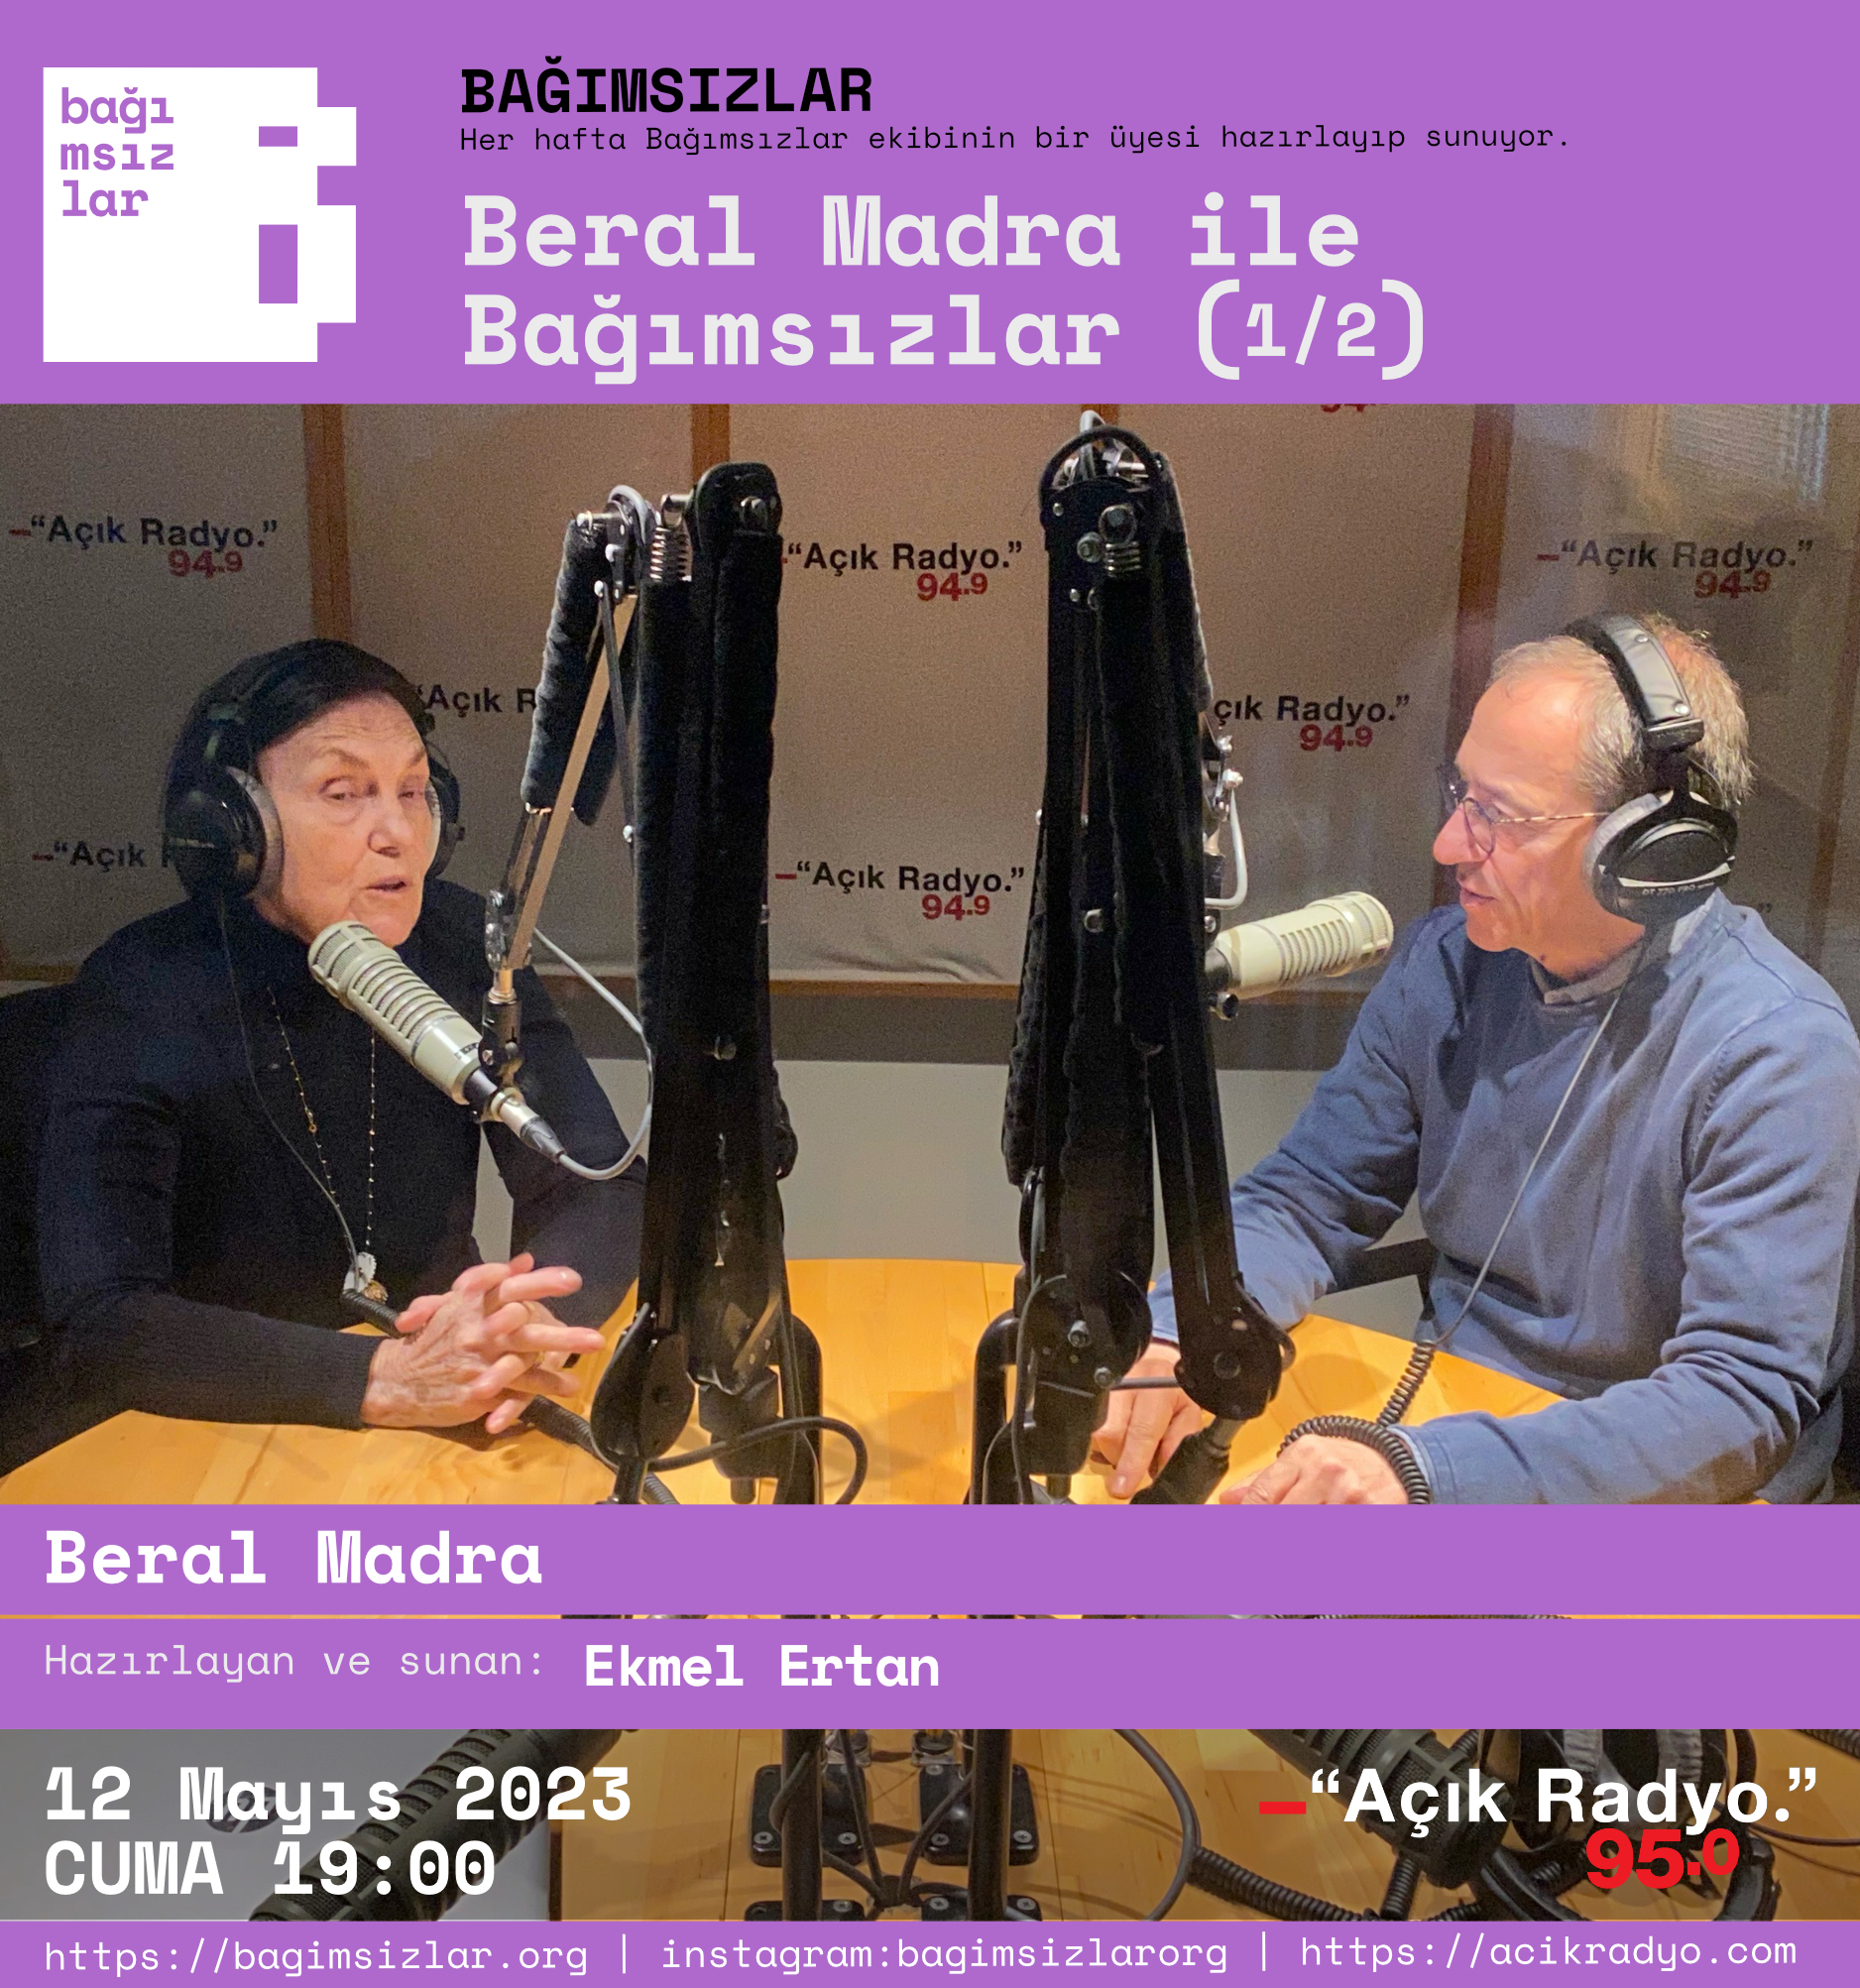 bağı
msız
lar
BAĞIMSIZLAR
Her hafta Bağımsızlar ekibinin bir üyesi hazırlayıp sunuyor.
Beral Madra ile
Bağımsızlar (1/2)
–“Açık Radyo.”
94.9
“Açık Radyo.”
94.9
–“Açık Radyo.”
94.9
“Açık R
çık Radyo.”
94.9
–“Açık
–“Açık Radyo.”
94.9
DT 770 PRO
Beral Madra
Hazırlayan ve sunan: Ekmel Ertan
12 Mayıs 2023
CUMA 19:00
–“Açık Radyo.”
95.0
https://bagimsizlar.org | instagram:bagimsizlarorg | https://acikradyo.com